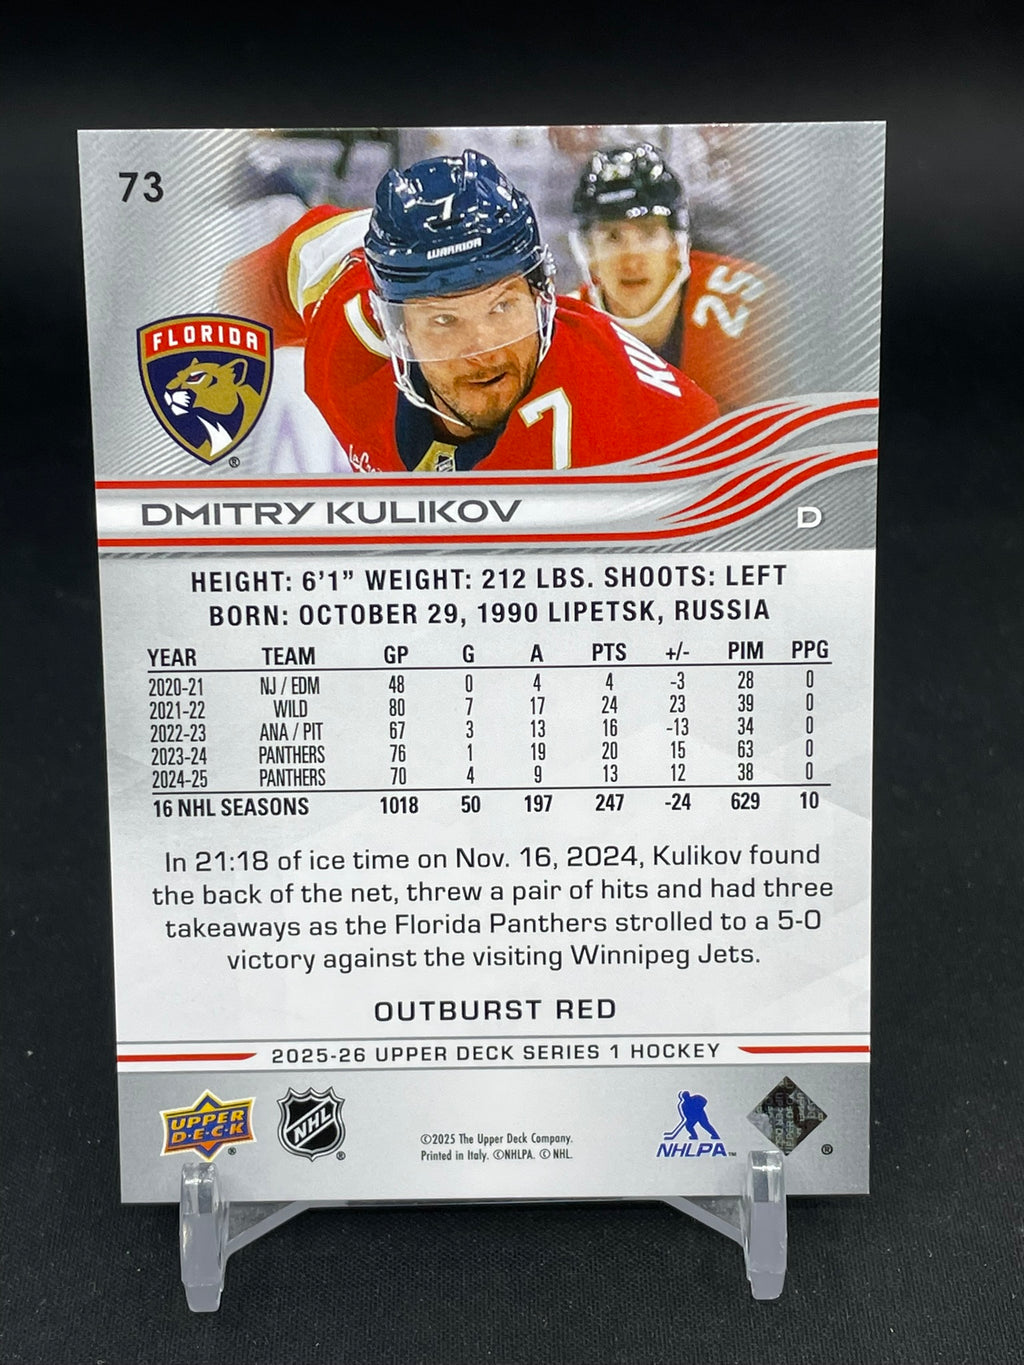 73
7
WARRIOR
25
KU
FLORIDA
®
7
DMITRY KULIKOV
D
HEIGHT: 6'1" WEIGHT: 212 LBS. SHOOTS: LEFT
BORN: OCTOBER 29, 1990 LIPETSK, RUSSIA
YEAR TEAM GP G A PTS +/- PIM PPG
2020-21 NJ / EDM 48 0 4 4 -3 28 0
2021-22 WILD 80 7 17 24 23 39 0
2022-23 ANA / PIT 67 3 13 16 -13 34 0
2023-24 PANTHERS 76 1 19 20 15 63 0
2024-25 PANTHERS 70 4 9 13 12 38 0
16 NHL SEASONS 1018 50 197 247 -24 629 10
In 21:18 of ice time on Nov. 16, 2024, Kulikov found
the back of the net, threw a pair of hits and had three
takeaways as the Florida Panthers strolled to a 5-0
victory against the visiting Winnipeg Jets.
OUTBURST RED
2025-26 UPPER DECK SERIES 1 HOCKEY
UPPER
D·E·C·K
®
NHL
®
©2025 The Upper Deck Company.
Printed in Italy. ©NHLPA. © NHL.
NHLPA™
®